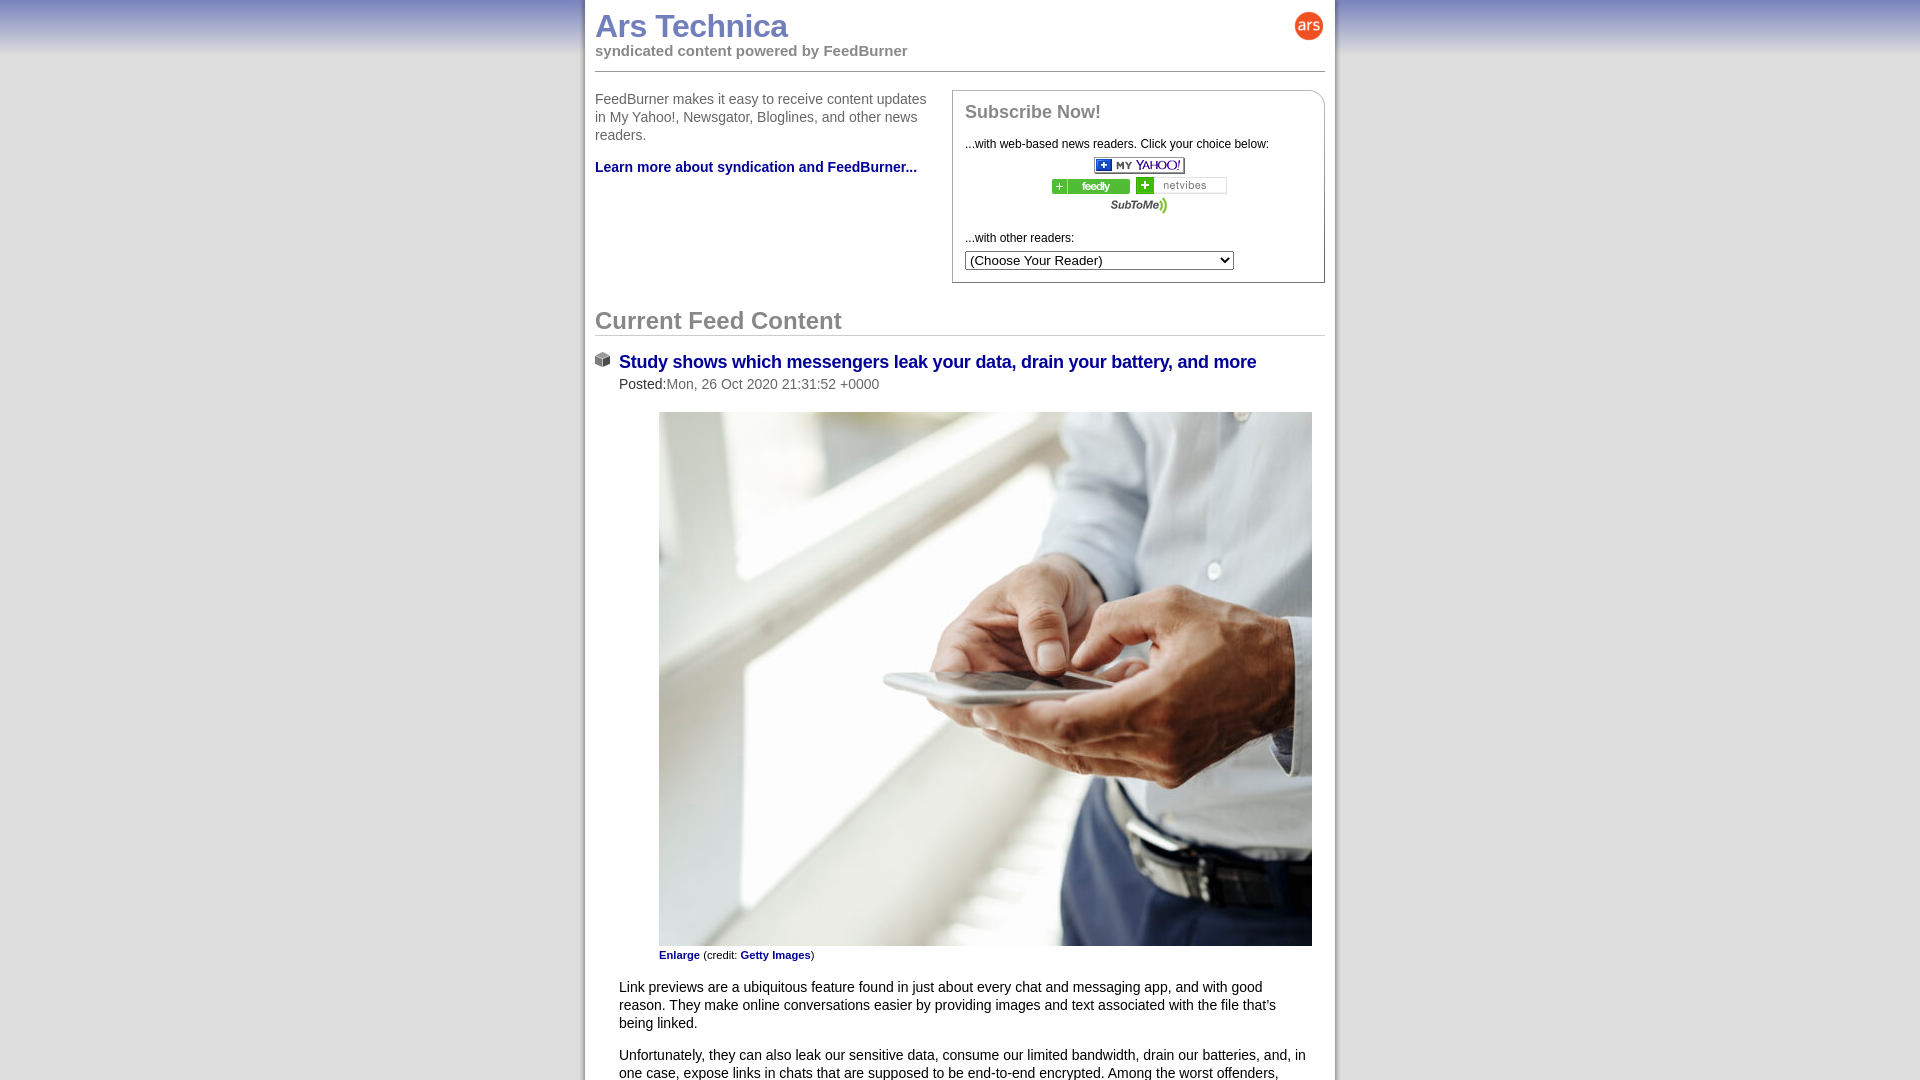 Ars Technica
ars
syndicated content powered by FeedBurner
FeedBurner makes it easy to receive content updates
in My Yahoo!, Newsgator, Bloglines, and other news
readers.
Learn more about syndication and FeedBurner...
Subscribe Now!
...with web-based news readers. Click your choice below:
MY YAHOO!
feedly
netvibes
SubToMe
...with other readers:
(Choose Your Reader)
Current Feed Content
Study shows which messengers leak your data, drain your battery, and more
Posted:Mon, 26 Oct 2020 21:31:52 +0000
Enlarge (credit: Getty Images)
Link previews are a ubiquitous feature found in just about every chat and messaging app, and with good
reason. They make online conversations easier by providing images and text associated with the file that’s
being linked.
Unfortunately, they can also leak our sensitive data, consume our limited bandwidth, drain our batteries, and, in
one case, expose links in chats that are supposed to be end-to-end encrypted. Among the worst offenders,